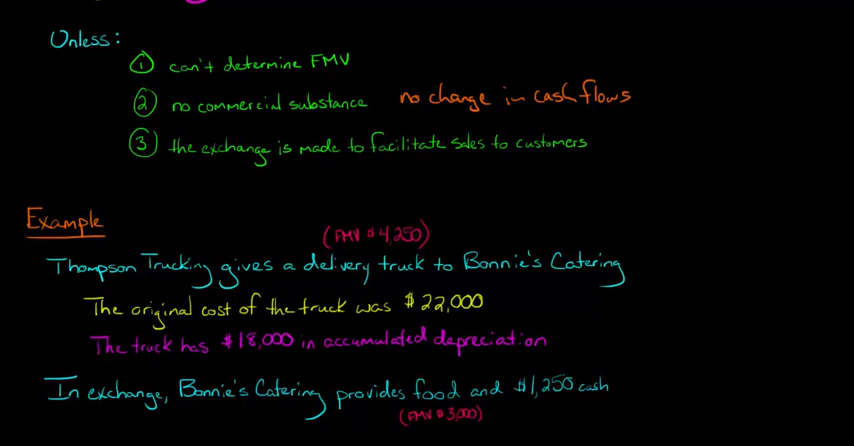 Unless:
① can't determine FMV
② no commercial substance no change in cash flows
③ the exchange is made to facilitate sales to customers
Example
(FMV $4,250)
Thompson Trucking gives a delivery truck to Bonnie's Catering
The original cost of the truck was $22,000
The truck has $18,000 in accumulated depreciation
In exchange, Bonnie's Catering provides food and $1,250 cash
(FMV $3,000)